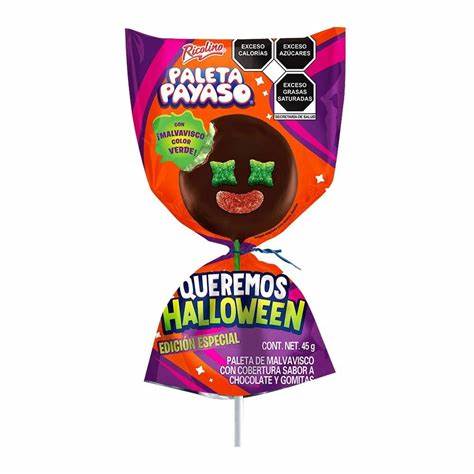 Ricolino
PALETA
PAYASO
CON
¡MALVAVISCO
COLOR
VERDE!
EXCESO
CALORÍAS
EXCESO
AZÚCARES
EXCESO
GRASAS
SATURADAS
SECRETARÍA DE SALUD
QUEREMOS
HALLOWEEN
EDICIÓN ESPECIAL
CONT. NET. 45 g
PALETA DE MALVAVISCO
CON COBERTURA SABOR A
CHOCOLATE Y GOMITAS